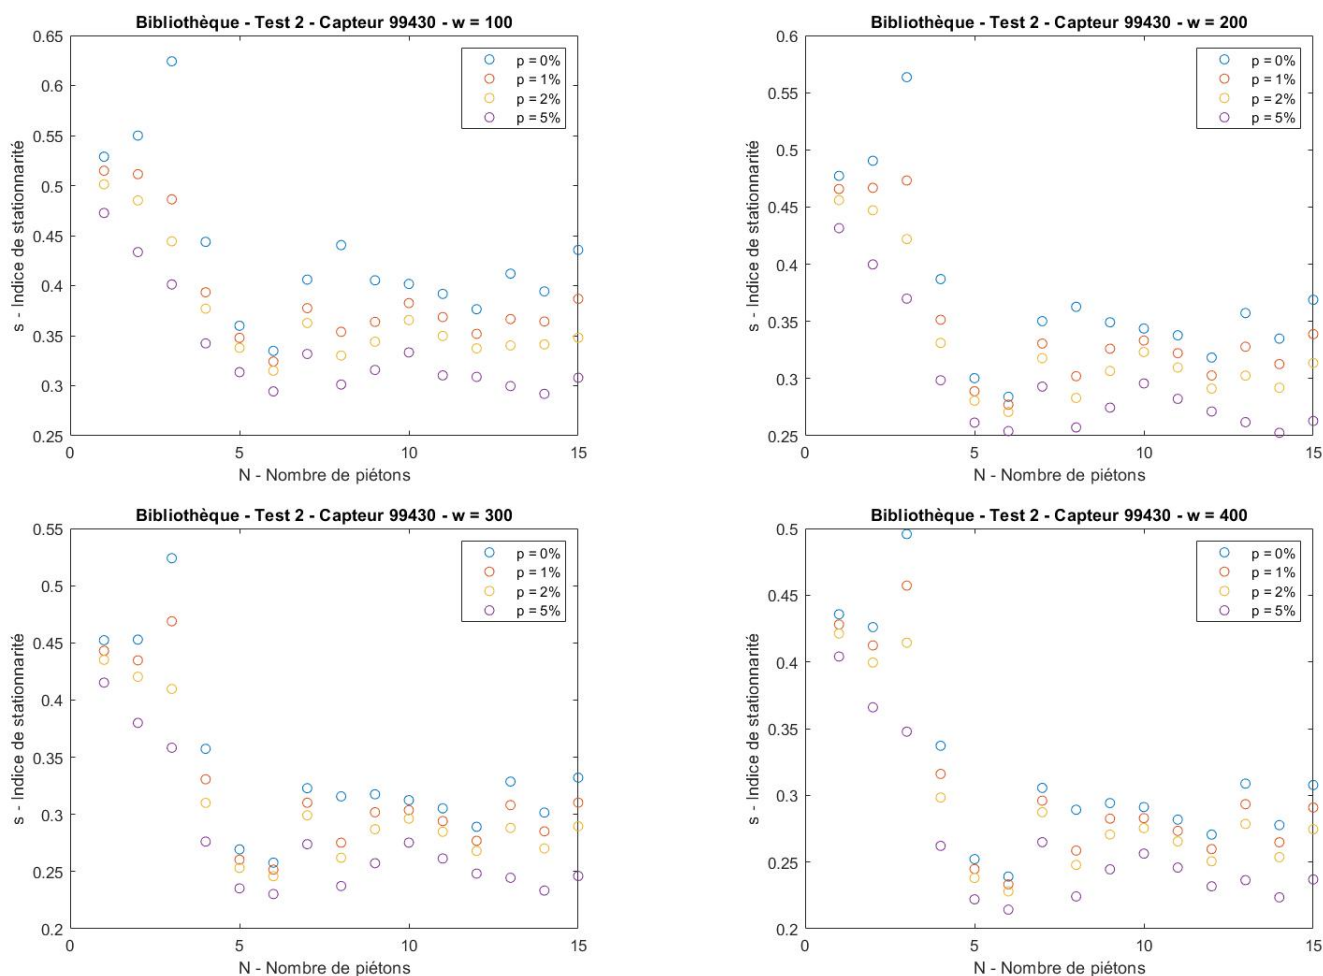 Bibliothèque - Test 2 - Capteur 99430 - w = 100
0.65
0.6
0.55
0.5
0.45
0.4
0.35
0.3
0.25
s - Indice de stationnarité
0 5 10 15
N - Nombre de piétons
p = 0%
p = 1%
p = 2%
p = 5%
Bibliothèque - Test 2 - Capteur 99430 - w = 200
0.6
0.55
0.5
0.45
0.4
0.35
0.3
0.25
s - Indice de stationnarité
0 5 10 15
N - Nombre de piétons
p = 0%
p = 1%
p = 2%
p = 5%
Bibliothèque - Test 2 - Capteur 99430 - w = 300
0.55
0.5
0.45
0.4
0.35
0.3
0.25
0.2
s - Indice de stationnarité
0 5 10 15
N - Nombre de piétons
p = 0%
p = 1%
p = 2%
p = 5%
Bibliothèque - Test 2 - Capteur 99430 - w = 400
0.5
0.45
0.4
0.35
0.3
0.25
0.2
s - Indice de stationnarité
0 5 10 15
N - Nombre de piétons
p = 0%
p = 1%
p = 2%
p = 5%